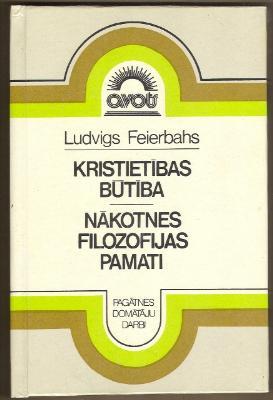 avots
Ludvigs Feierbahs
KRISTIETĪBAS
BŪTĪBA
NĀKOTNES
FILOZOFIJAS
PAMATI
PAGĀTNES
DOMĀTĀJU
DARBI